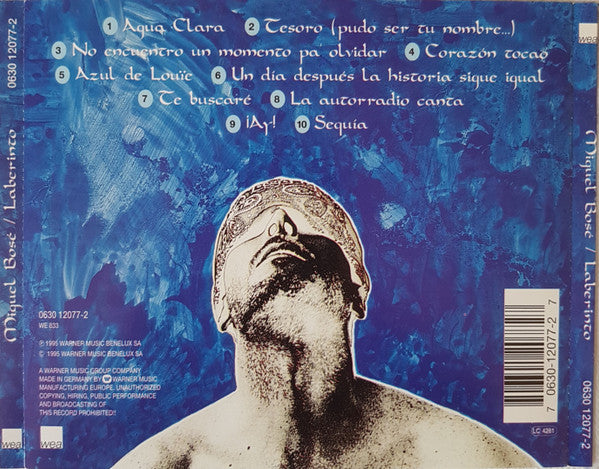 1 Aqua Clara 2 Tesoro (pudo ser tu nombre...)
3 No encuentro un momento pa olvidar 4 Corazón tocao
5 Azul de Louïe 6 Un día después la historia sigue igual
7 Te buscaré 8 La autorradio canta
9 ¡Ay! 10 Sequía
0630 12077-2
WE 833
℗ 1995 WARNER MUSIC BENELUX SA
© 1995 WARNER MUSIC BENELUX SA
A WARNER MUSIC GROUP COMPANY.
MADE IN GERMANY BY WARNER MUSIC
MANUFACTURING EUROPE. UNAUTHORIZED
COPYING, HIRING, PUBLIC PERFORMANCE
AND BROADCASTING OF
THIS RECORD PROHIBITED!!
wea
7 0630-12077-2 7
LC 4281
0630 12077-2
Miguel Bosé / Laberinto
wea
wea
Miguel Bosé / Laberinto
0630 12077-2
wea